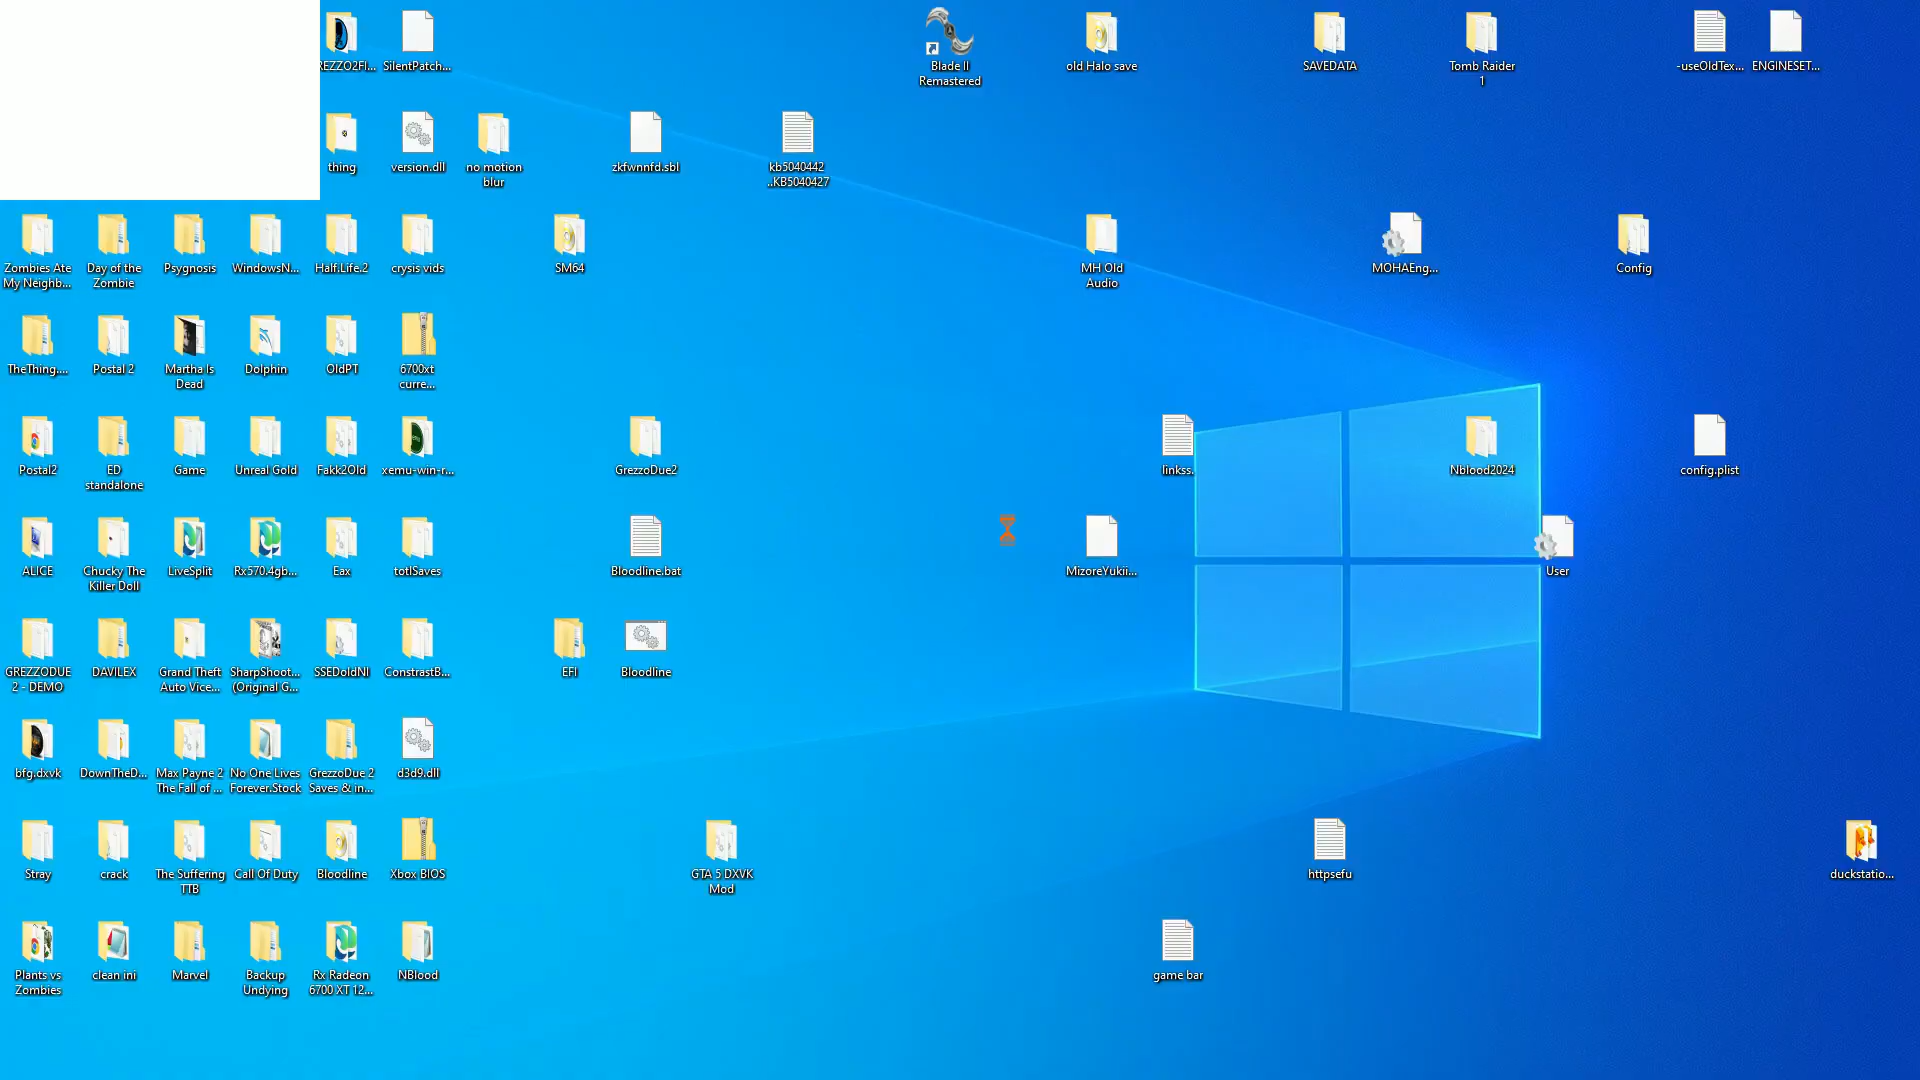 REZZO2Fl...
SilentPatch...
Blade II
Remastered
old Halo save
SAVEDATA
Tomb Raider
1
-useOldTex...
ENGINESET...
thing
version.dll
no motion
blur
zkfwnnfd.sbl
kb5040442
..KB5040427
Zombies Ate
My Neighb...
Day of the
Zombie
Psygnosis
WindowsN...
Half.Life.2
crysis vids
SM64
MH Old
Audio
MOHAEng...
Config
TheThing....
Postal 2
Martha Is
Dead
Dolphin
OldPT
6700xt
curre...
Postal2
ED
standalone
Game
Unreal Gold
Fakk2Old
xemu-win-r...
GrezzoDue2
linkss.
Nblood2024
config.plist
ALICE
Chucky The
Killer Doll
LiveSplit
Rx570.4gb...
Eax
totlSaves
Bloodline.bat
MizoreYukii...
User
GREZZODUE
2 - DEMO
DAVILEX
Grand Theft
Auto Vice...
SharpShoot...
(Original G...
SSEDoldNI
ConstrastB...
EFI
Bloodline
bfg.dxvk
DownTheD...
Max Payne 2
The Fall of ...
No One Lives
Forever.Stock
GrezzoDue 2
Saves & in...
d3d9.dll
Stray
crack
The Suffering
TTB
Call Of Duty
Bloodline
Xbox BIOS
GTA 5 DXVK
Mod
httpsefu
duckstatio...
Plants vs
Zombies
clean ini
Marvel
Backup
Undying
Rx Radeon
6700 XT 12...
NBlood
game bar